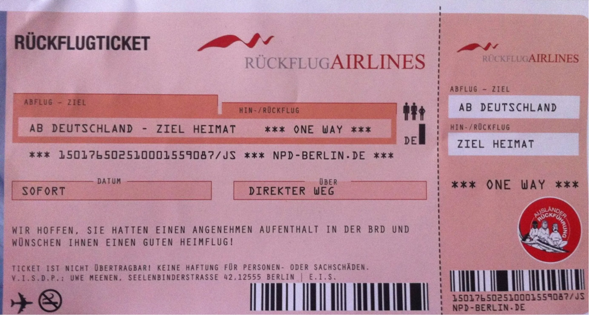 RÜCKFLUGTICKET
RÜCKFLUGAIRLINES
ABFLUG – ZIEL
HIN-/RÜCKFLUG
AB DEUTSCHLAND - ZIEL HEIMAT *** ONE WAY ***
DE
*** 150176502510001559087/JS *** NPD-BERLIN.DE ***
DATUM
SOFORT
ÜBER
DIREKTER WEG
WIR HOFFEN, SIE HATTEN EINEN ANGENEHMEN AUFENTHALT IN DER BRD UND
WÜNSCHEN IHNEN EINEN GUTEN HEIMFLUG!
TICKET IST NICHT ÜBERTRAGBAR! KEINE HAFTUNG FÜR PERSONEN- ODER SACHSCHÄDEN.
V.I.S.D.P.: UWE MEENEN, SEELENBINDERSTRASSE 42,12555 BERLIN | E.I.S.
RÜCKFLUGAIRLINES
ABFLUG – ZIEL
AB DEUTSCHLAND
HIN-/RÜCKFLUG
ZIEL HEIMAT
*** ONE WAY ***
AUSLÄNDER
RÜCKFÜHRUNG
150176502510001559087/JS
NPD-BERLIN.DE